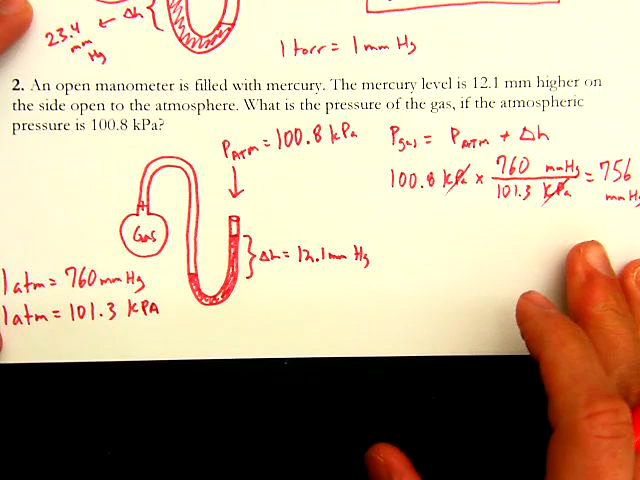 23.4 ← Δh {
mm
Hg
1 torr = 1 mm Hg
2. An open manometer is filled with mercury. The mercury level is 12.1 mm higher on
the side open to the atmosphere. What is the pressure of the gas, if the atmospheric
pressure is 100.8 kPa?
PATM = 100.8 kPa
Pgas = PATM + Δh
100.8 kPa x 760 mmHg / 101.3 kPa = 756
mm Hg
Gas
} Δh = 12.1 mm Hg
1 atm = 760 mm Hg
1 atm = 101.3 KPA